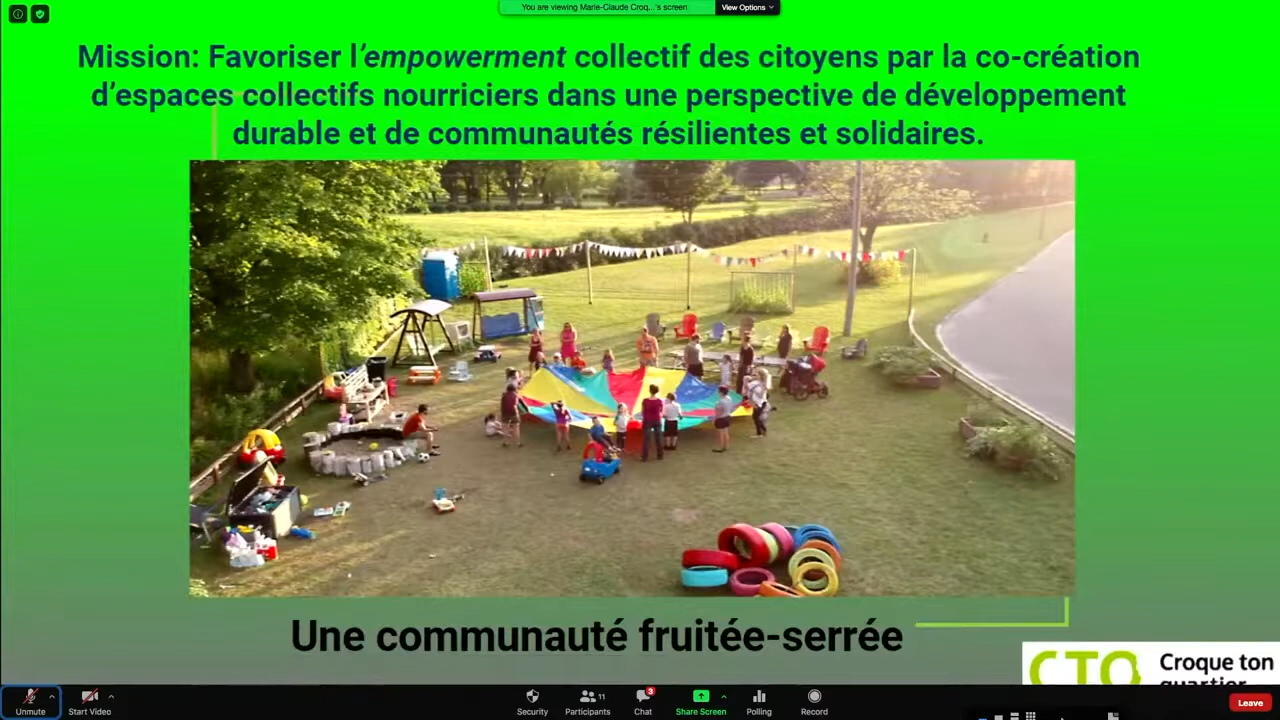 You are viewing Marie-Claude Croq...'s screen
View Options
Mission: Favoriser l'empowerment collectif des citoyens par la co-création
d'espaces collectifs nourriciers dans une perspective de développement
durable et de communautés résilientes et solidaires.
Une communauté fruitée-serrée
CTQ
Croque ton
quartier
Unmute
Start Video
Security
Participants
11
Chat
3
Share Screen
Polling
Record
Leave